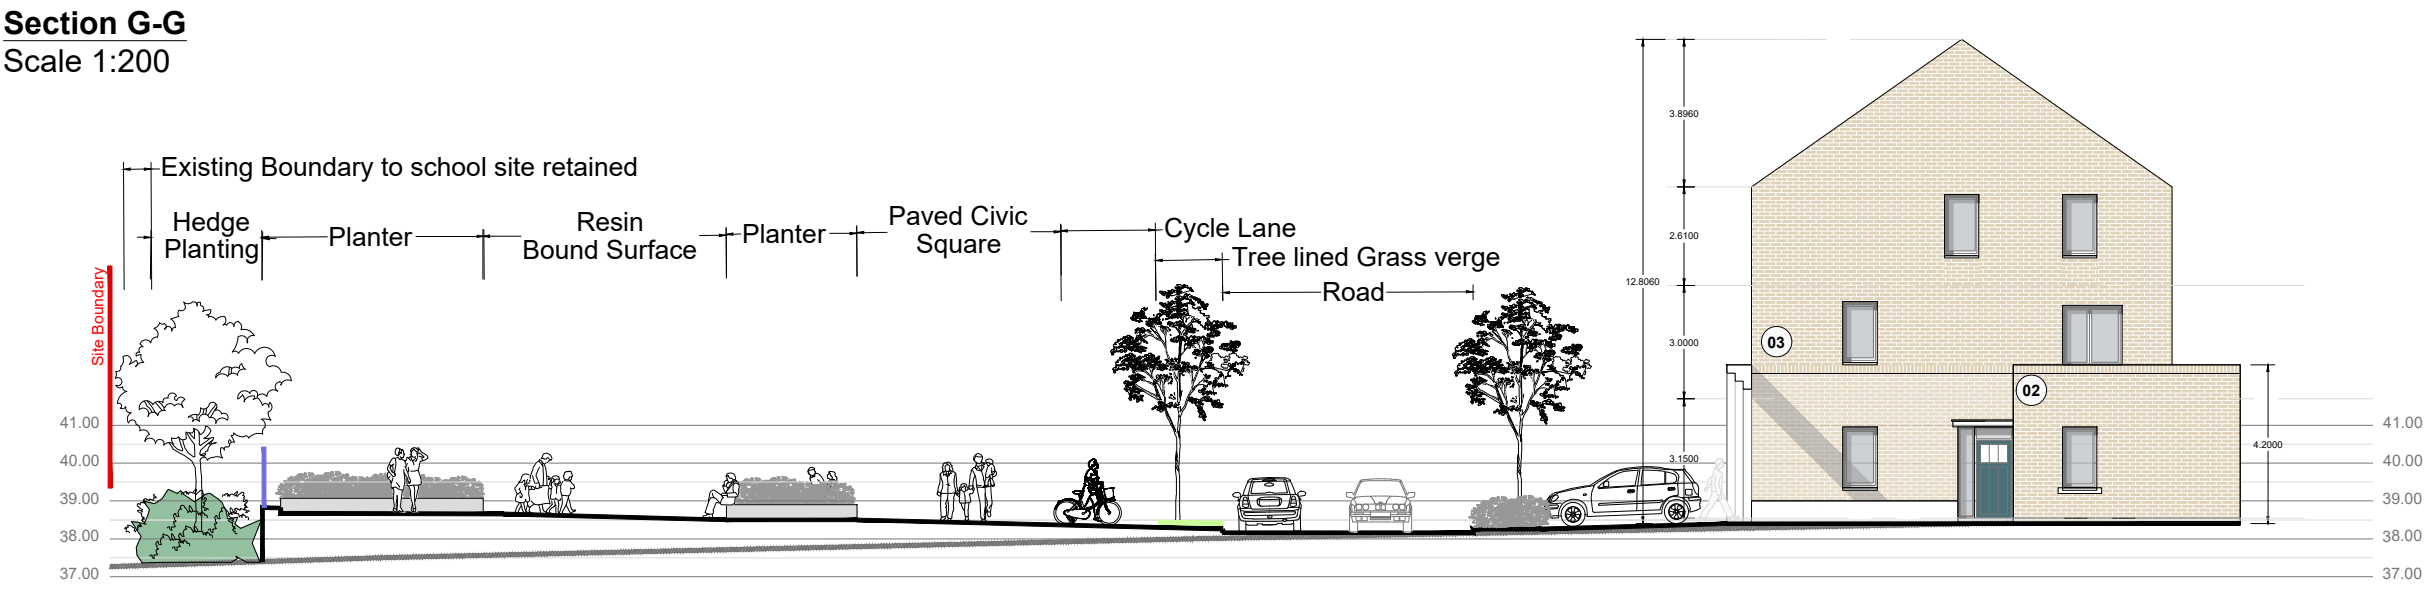 Section G-G
Scale 1:200
Existing Boundary to school site retained
Hedge
Planting
Planter
Resin
Bound Surface
Planter
Paved Civic
Square
Cycle Lane
Tree lined Grass verge
Road
Site Boundary
41.00
40.00
39.00
38.00
37.00
12.8060
3.8960
2.6100
3.0000
3.1500
03
02
4.2000
41.00
40.00
39.00
38.00
37.00